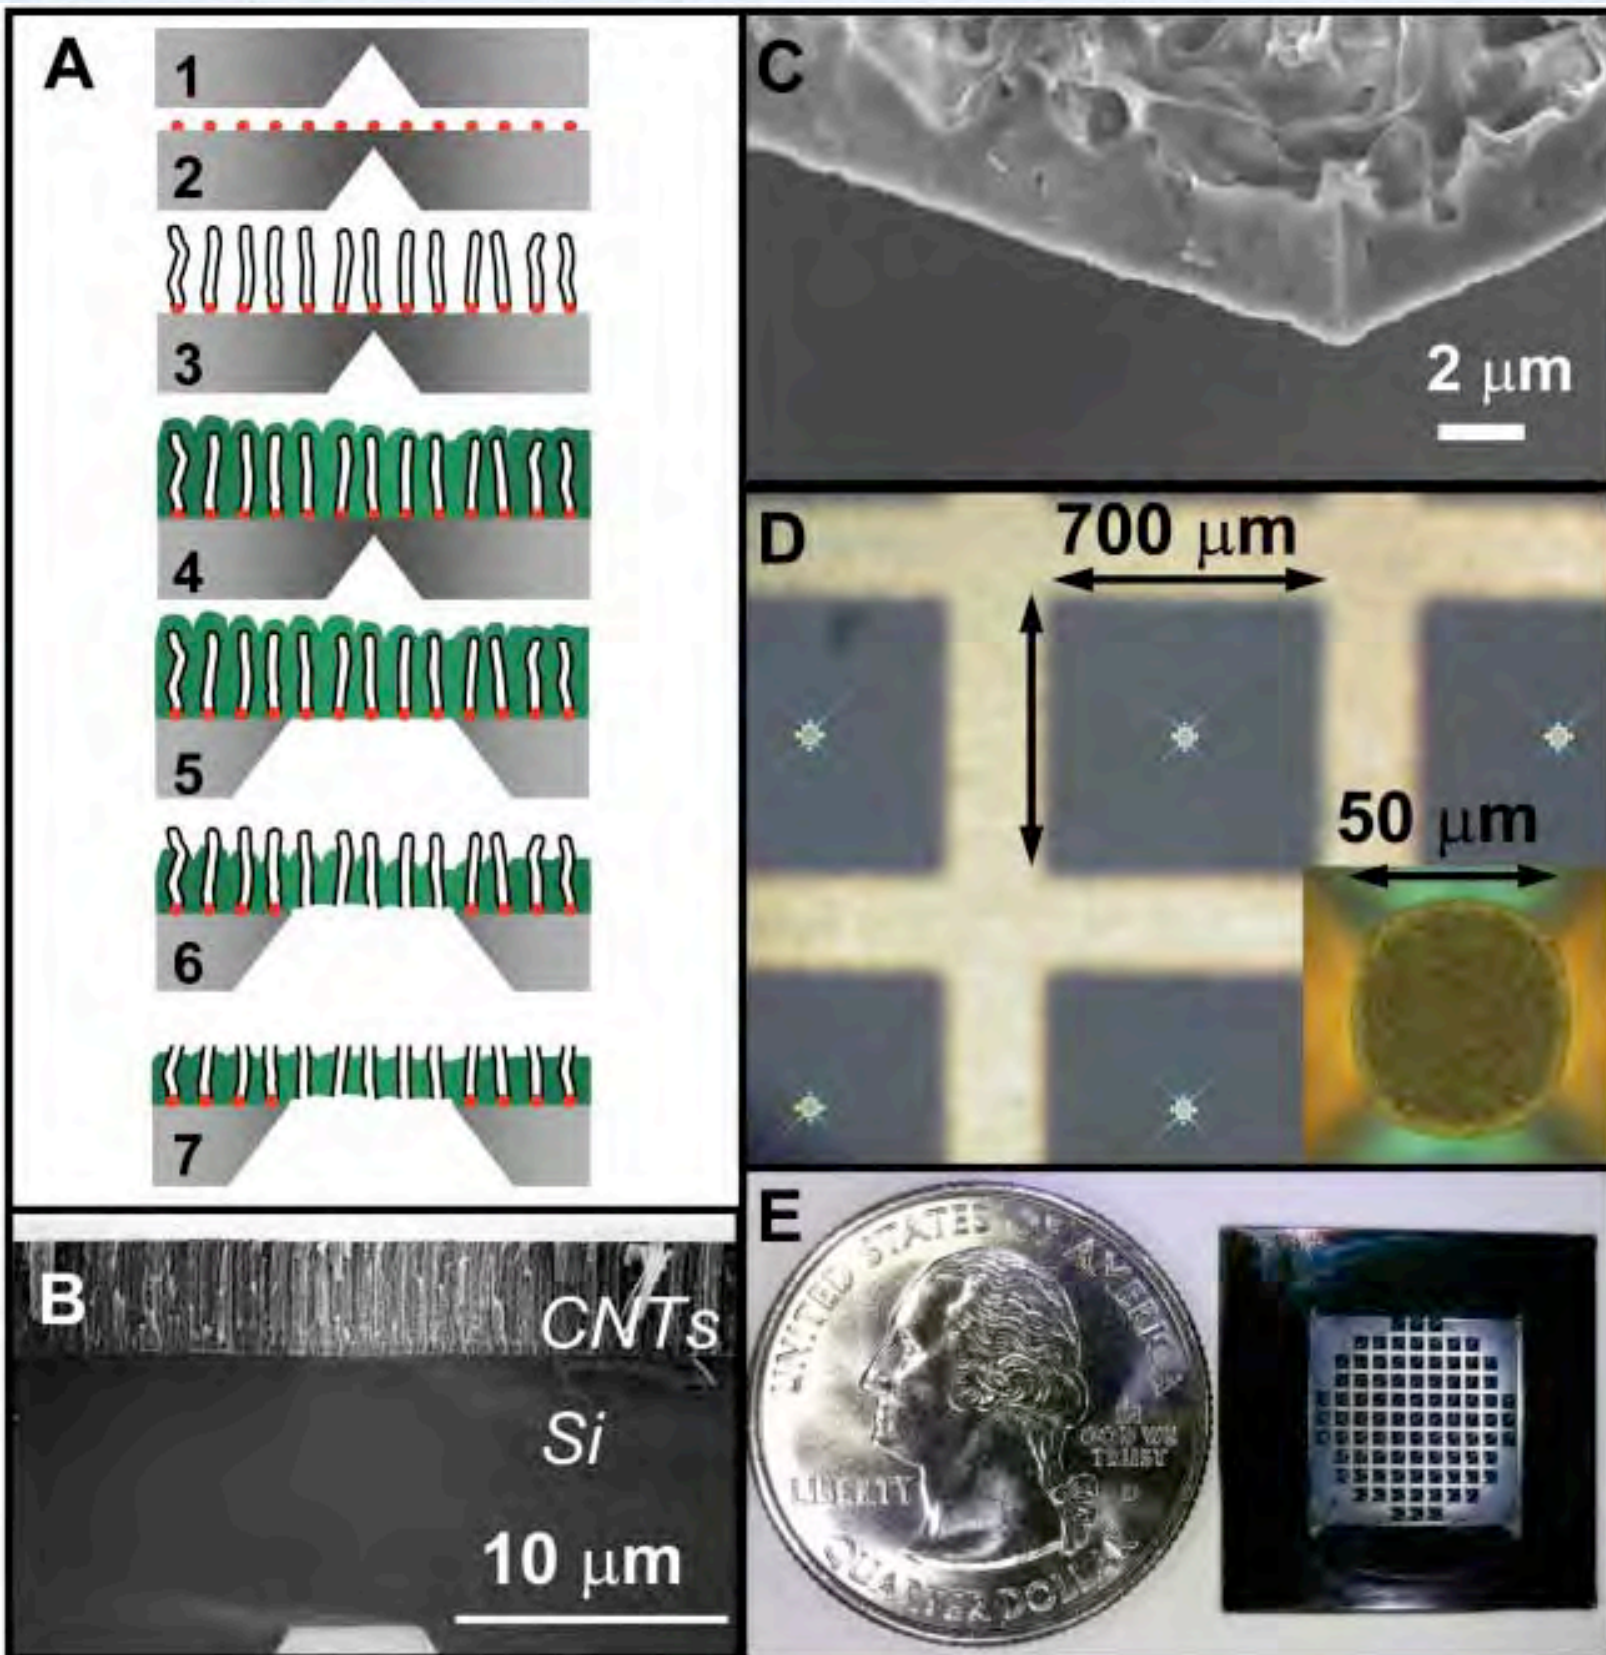 A
1
2
3
4
5
6
7
B
CNTs
Si
10 μm
C
2 μm
D
700 μm
50 μm
E
UNITED STATES OF AMERICA
LIBERTY
IN
GOD WE
TRUST
D
QUARTER DOLLAR